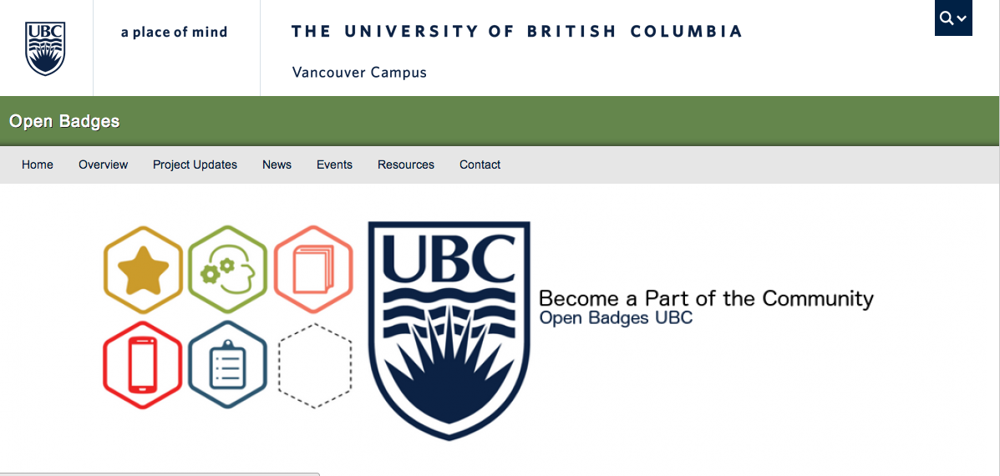 UBC
a place of mind
THE UNIVERSITY OF BRITISH COLUMBIA
Vancouver Campus
Open Badges
Home Overview Project Updates News Events Resources Contact
UBC
Become a Part of the Community
Open Badges UBC